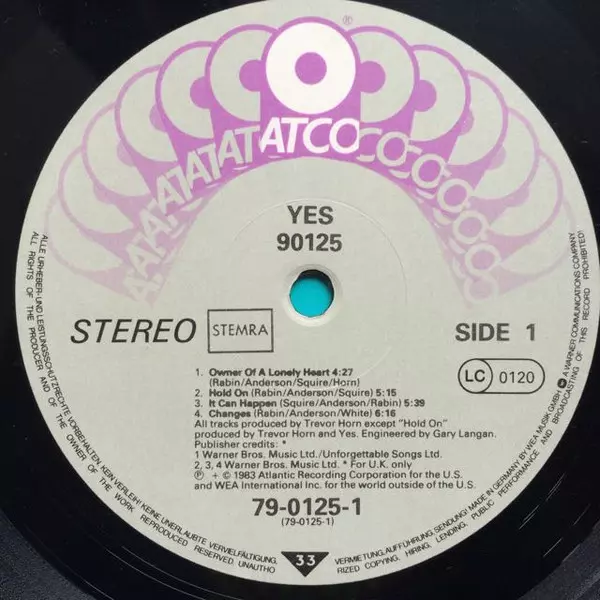 ®
ATCO
YES
90125
STEREO
STEMRA
SIDE 1
LC 0120
1. Owner Of A Lonely Heart 4:27
(Rabin/Anderson/Squire/Horn)
2. Hold On (Rabin/Anderson/Squire) 5:15
3. It Can Happen (Squire/Anderson/Rabin) 5:39
4. Changes (Rabin/Anderson/White) 6:16
All tracks produced by Trevor Horn except "Hold On"
produced by Trevor Horn and Yes. Engineered by Gary Langan.
Publisher credits: *
1 Warner Bros. Music Ltd./Unforgettable Songs Ltd.
2, 3, 4 Warner Bros. Music Ltd. * For U.K. only
Ⓟ + © 1983 Atlantic Recording Corporation for the U.S.
and WEA International Inc. for the world outside of the U.S.
79-0125-1
(79-0125-1)
33
ALLE URHEBER- UND LEISTUNGSSCHUTZRECHTE VORBEHALTEN. KEIN VERLEIH! KEINE UNERLAUBTE VERVIELFÄLTIGUNG, VERMIETUNG, AUFFÜHRUNG, SENDUNG! MADE IN GERMANY BY WEA MUSIK GMBH A WARNER COMMUNICATIONS COMPANY.
ALL RIGHTS OF THE PRODUCER AND OF THE OWNER OF THE WORK REPRODUCED RESERVED. UNAUTHORIZED COPYING, HIRING, LENDING, PUBLIC PERFORMANCE AND BROADCASTING OF THIS RECORD PROHIBITED!